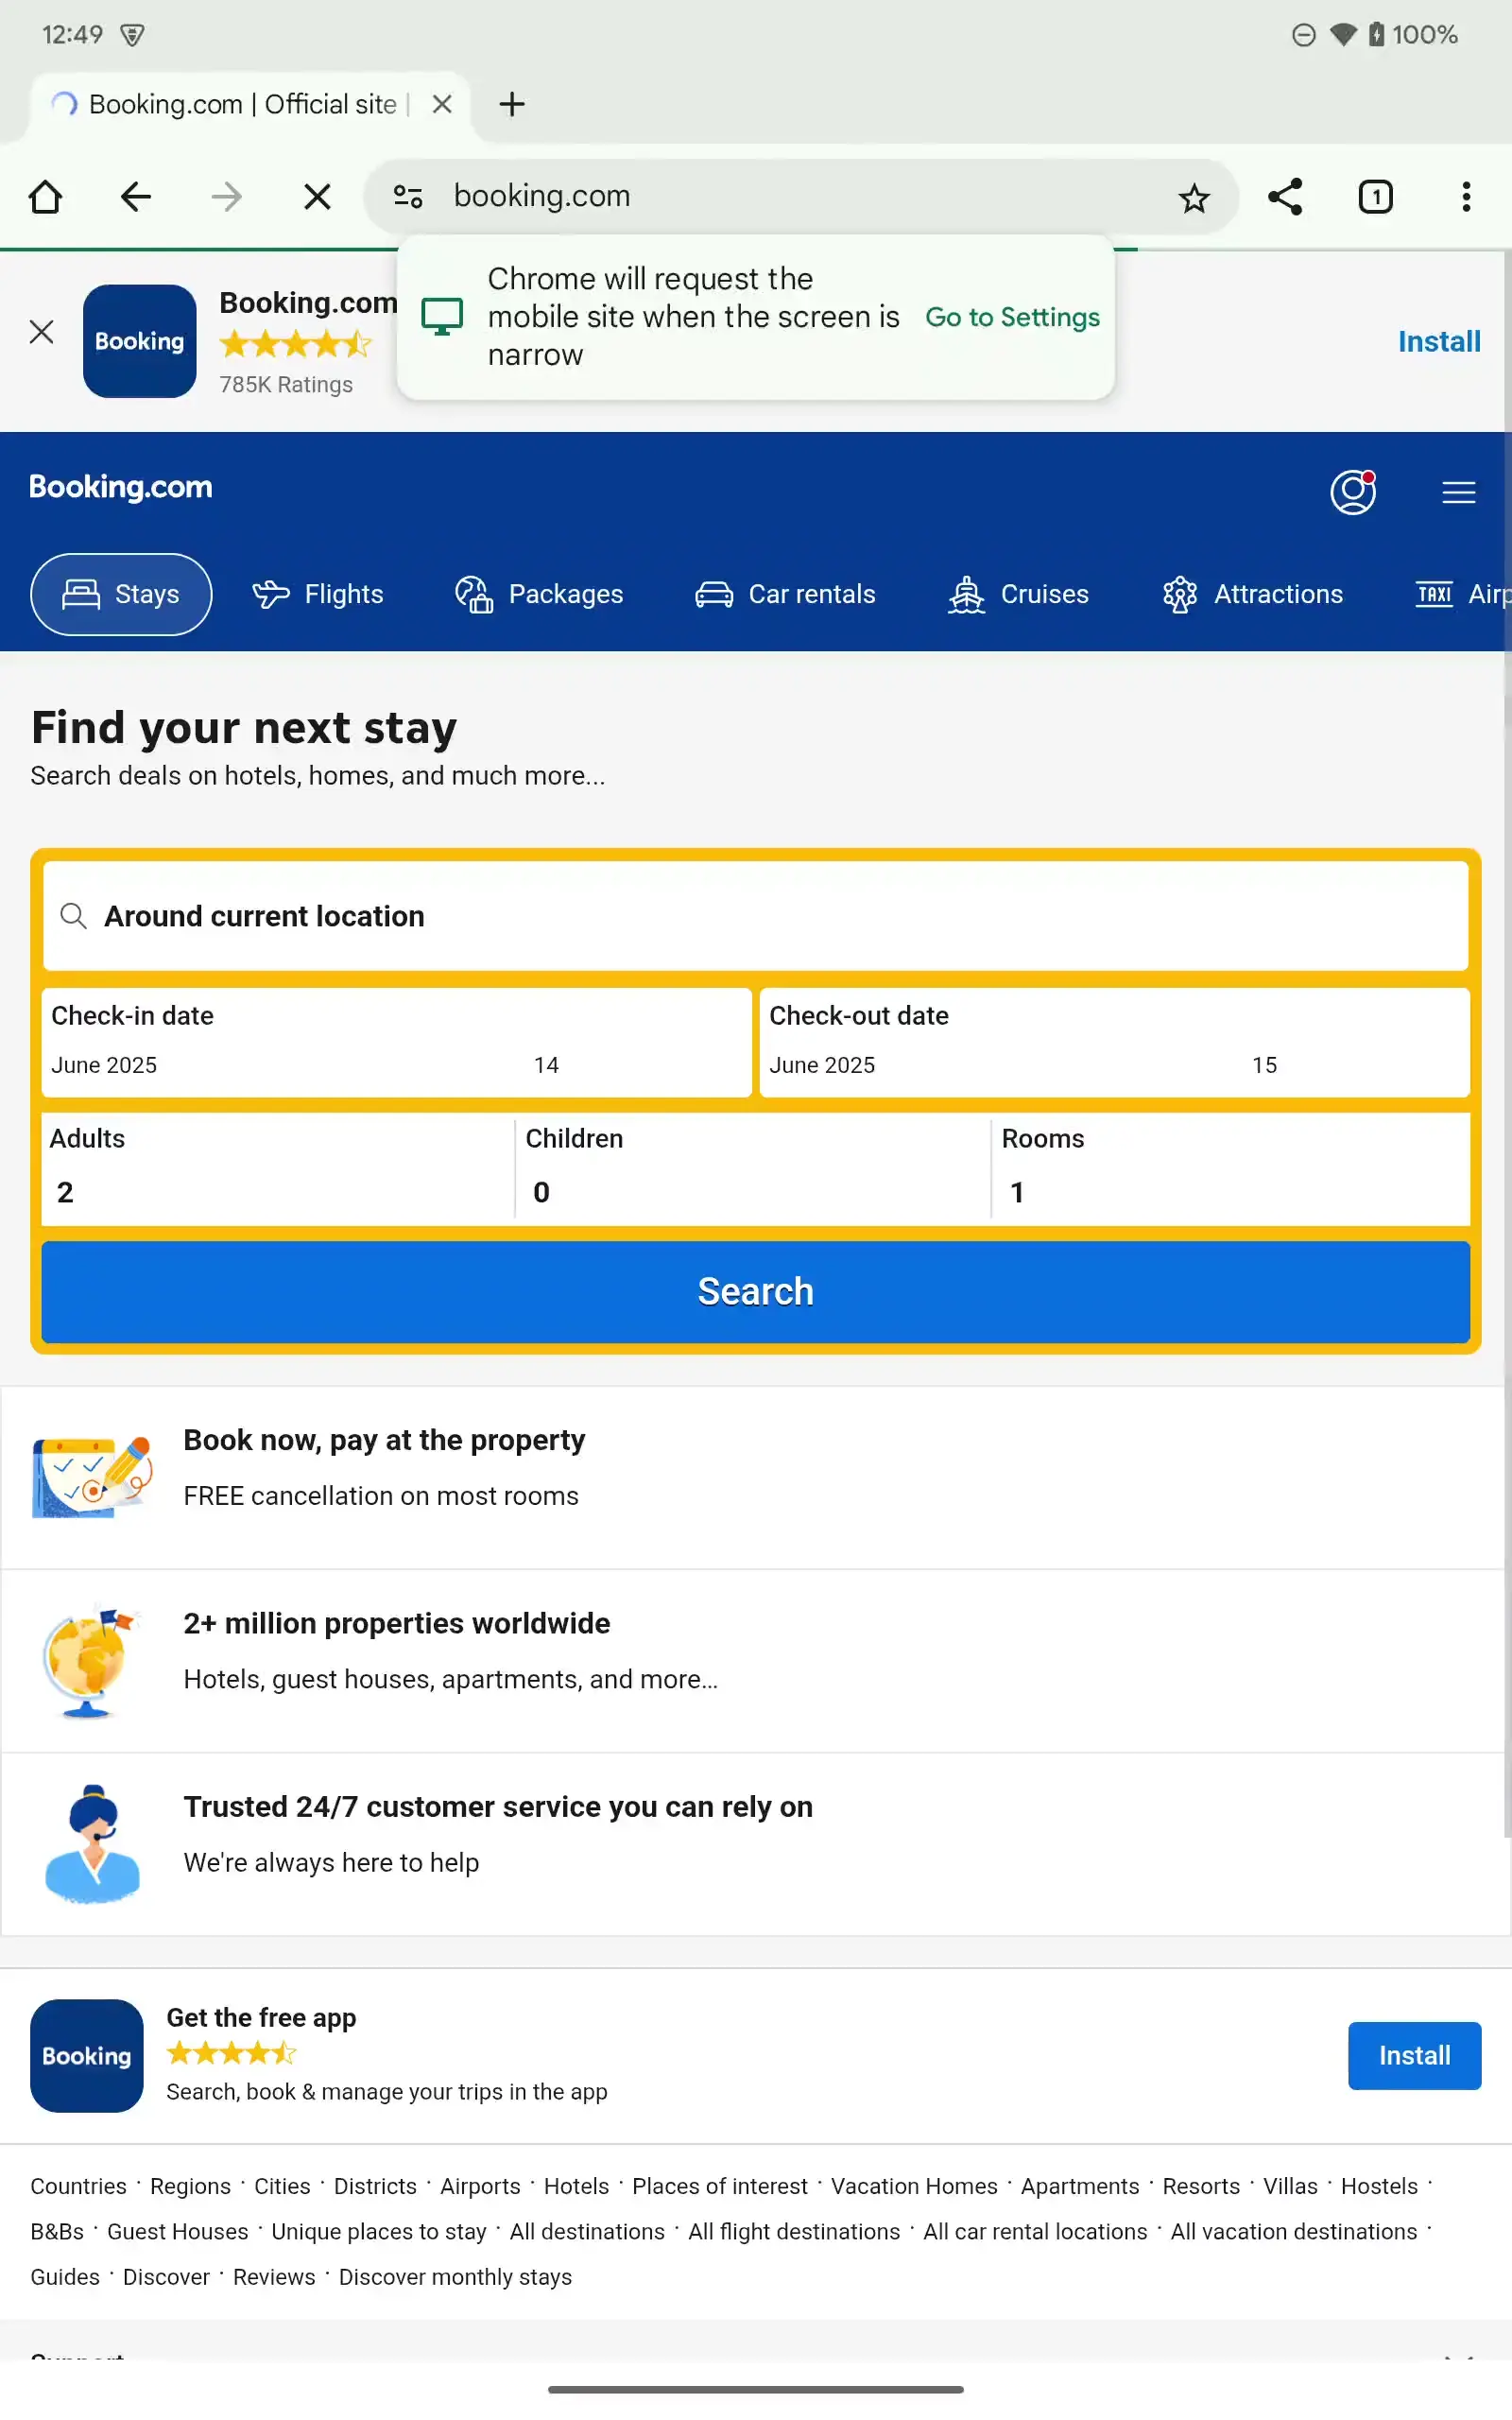 12:49
100%
Booking.com | Official site |
booking.com
1
Chrome will request the
mobile site when the screen is
narrow
Go to Settings
Booking
Booking.com
785K Ratings
Install
Booking.com
Stays
Flights
Packages
Car rentals
Cruises
Attractions
TAXI
Airp
Find your next stay
Search deals on hotels, homes, and much more...
Around current location
Check-in date
June 2025 14
Check-out date
June 2025 15
Adults
2
Children
0
Rooms
1
Search
Book now, pay at the property
FREE cancellation on most rooms
2+ million properties worldwide
Hotels, guest houses, apartments, and more…
Trusted 24/7 customer service you can rely on
We're always here to help
Booking
Get the free app
Search, book & manage your trips in the app
Install
Countries · Regions · Cities · Districts · Airports · Hotels · Places of interest · Vacation Homes · Apartments · Resorts · Villas · Hostels ·
B&Bs · Guest Houses · Unique places to stay · All destinations · All flight destinations · All car rental locations · All vacation destinations ·
Guides · Discover · Reviews · Discover monthly stays